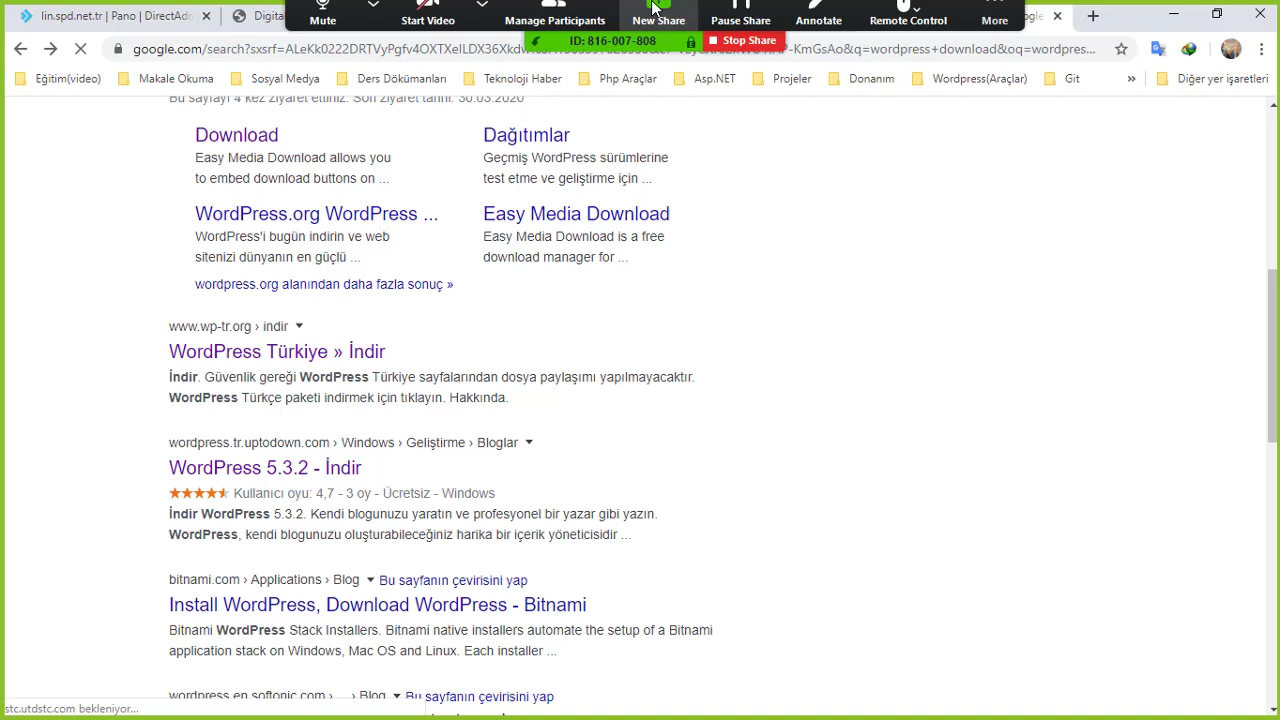 lin.spd.net.tr | Pano | DirectAdm
Digita
Mute
Start Video
Manage Participants
New Share
Pause Share
Annotate
Remote Control
More
ID: 816-007-808
Stop Share
google.com/search?sxsrf=
&q=wordpress+download&oq=wordpres...
Eğitim(video)
Makale Okuma
Sosyal Medya
Ders Dökümanları
Teknoloji Haber
Php Araçlar
Asp.NET
Projeler
Donanım
Wordpress(Araçlar)
Git
»
Diğer yer işaretleri
Bu sayfayı 4 kez ziyaret ettiniz. Son ziyaret tarihi: 30.03.2020
Download
Easy Media Download allows you
to embed download buttons on ...
Dağıtımlar
Geçmiş WordPress sürümlerine
test etme ve geliştirme için ...
WordPress.org WordPress ...
WordPress'i bugün indirin ve web
sitenizi dünyanın en güçlü ...
Easy Media Download
Easy Media Download is a free
download manager for ...
wordpress.org alanından daha fazla sonuç »
www.wp-tr.org › indir
WordPress Türkiye » İndir
İndir. Güvenlik gereği WordPress Türkiye sayfalarından dosya paylaşımı yapılmayacaktır.
WordPress Türkçe paketi indirmek için tıklayın. Hakkında.
wordpress.tr.uptodown.com › Windows › Geliştirme › Bloglar
WordPress 5.3.2 - İndir
Kullanıcı oyu: 4,7 - 3 oy - Ücretsiz - Windows
İndir WordPress 5.3.2. Kendi blogunuzu yaratın ve profesyonel bir yazar gibi yazın.
WordPress, kendi blogunuzu oluşturabileceğiniz harika bir içerik yöneticisidir ...
bitnami.com › Applications › Blog Bu sayfanın çevirisini yap
Install WordPress, Download WordPress - Bitnami
Bitnami WordPress Stack Installers. Bitnami native installers automate the setup of a Bitnami
application stack on Windows, Mac OS and Linux. Each installer ...
wordpress.en.softonic.com › ... › Blog Bu sayfanın çevirisini yap
stc.utdstc.com bekleniyor...